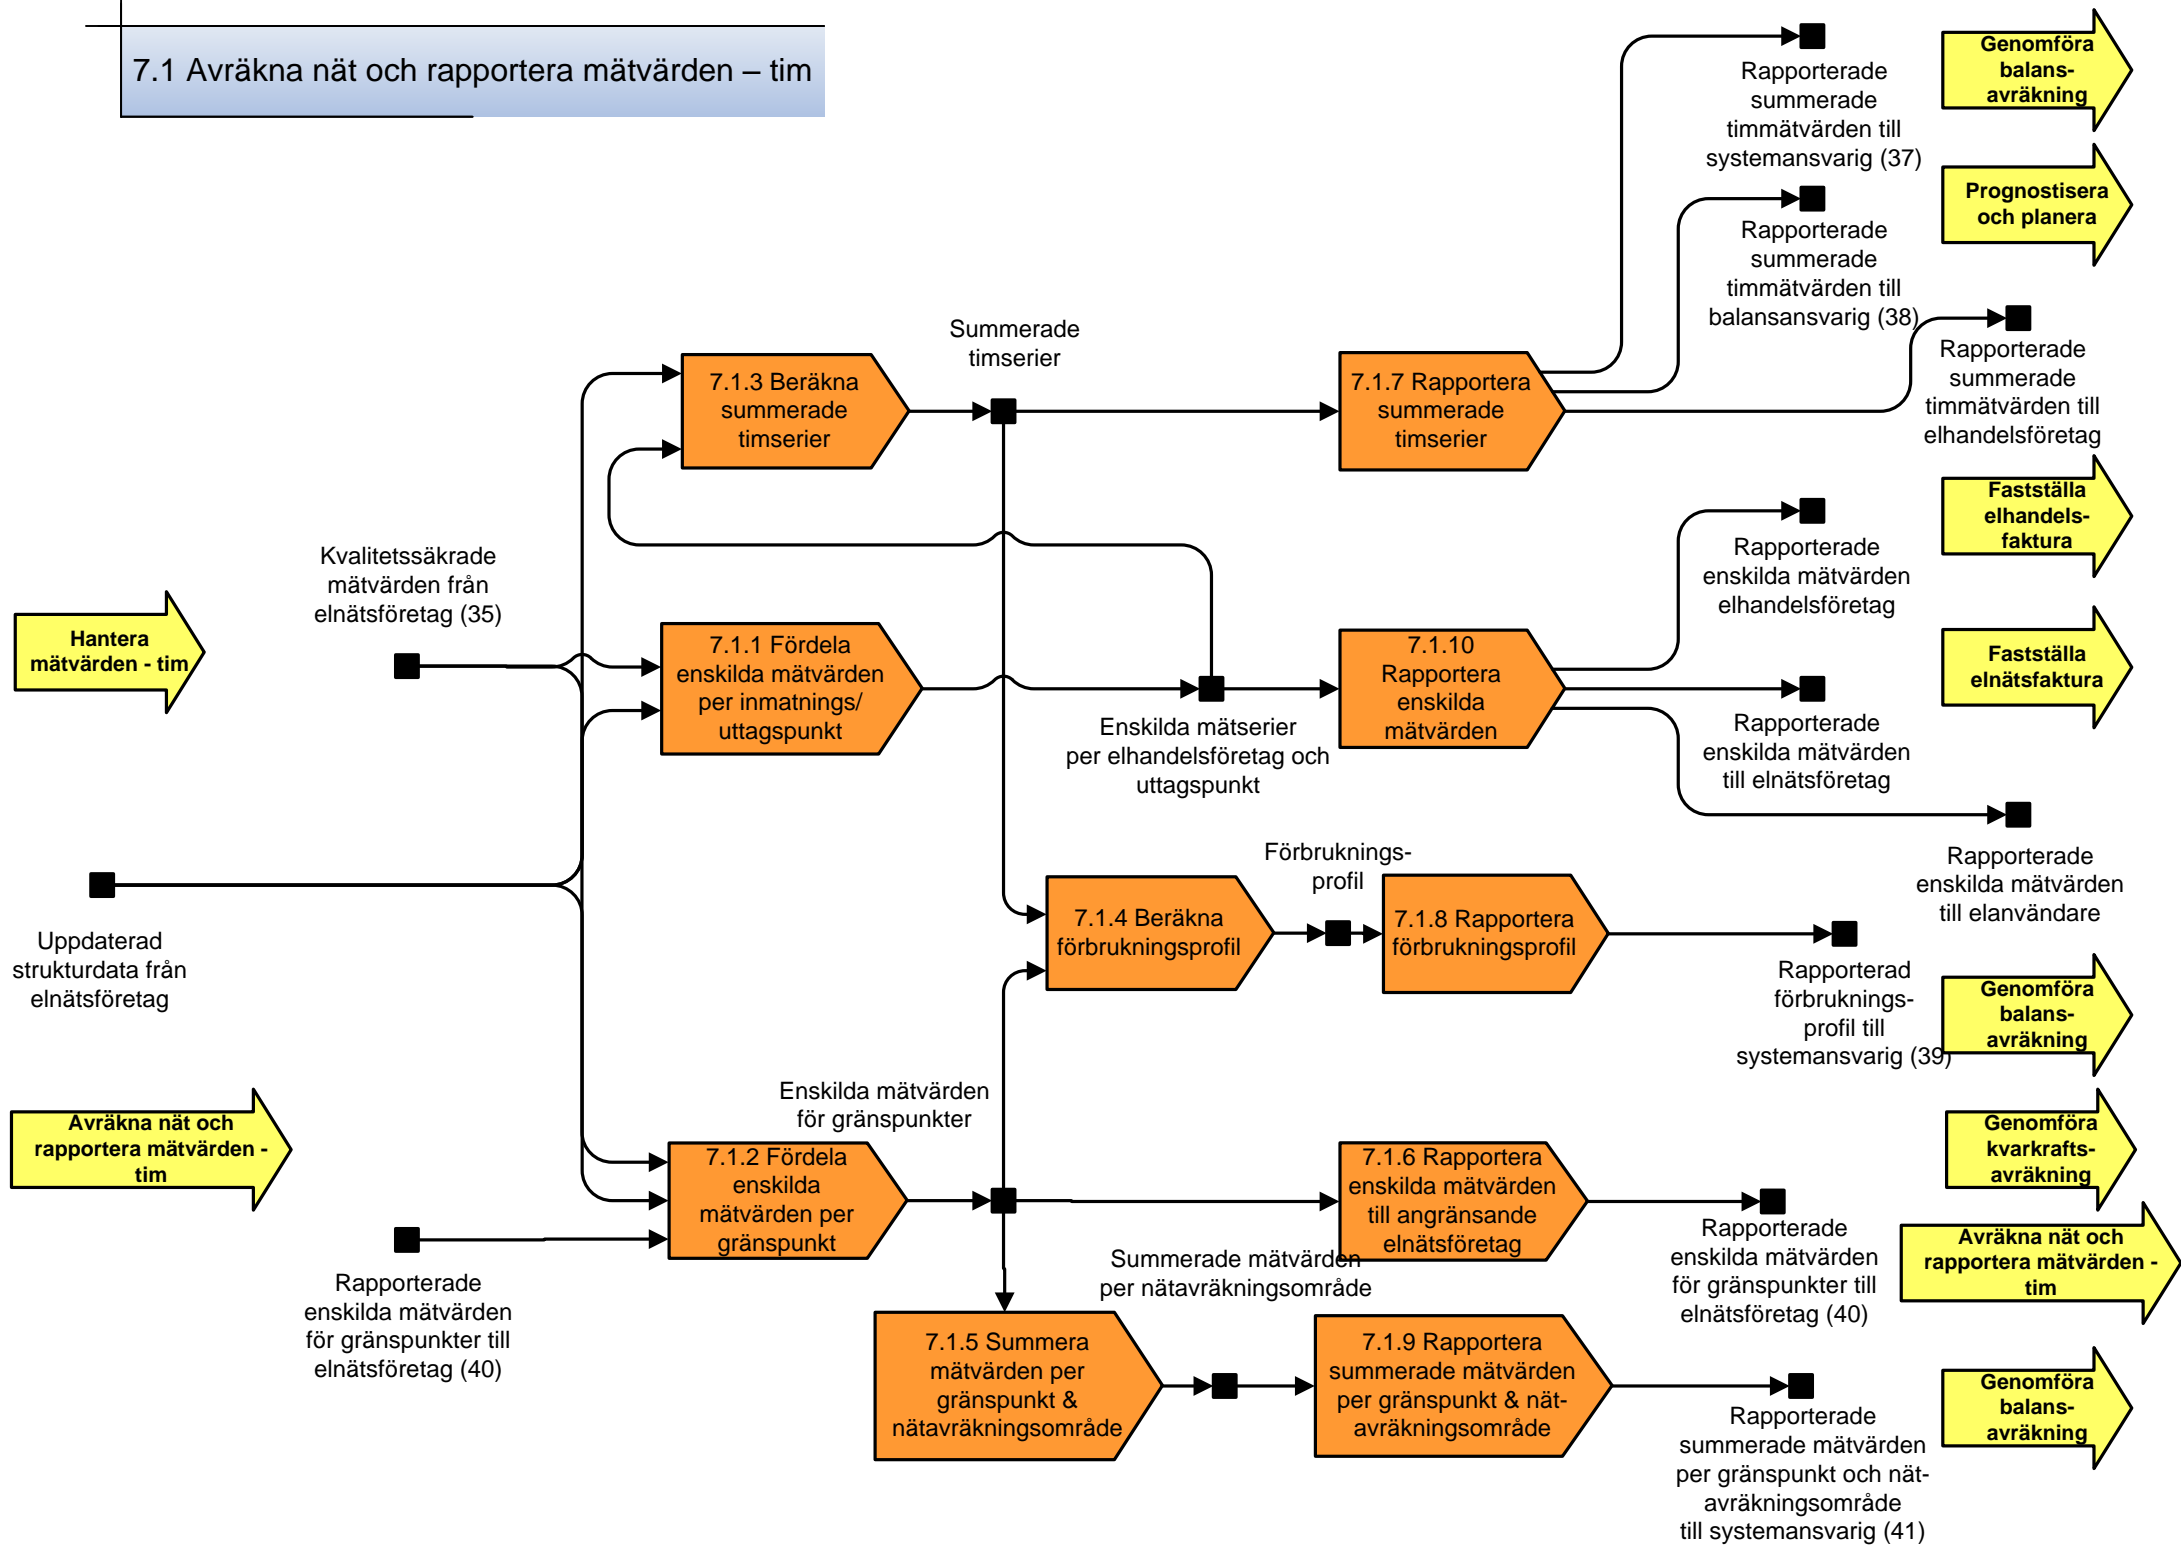 7.1 Avräkna nät och rapportera mätvärden – tim
Rapporterade
summerade
timmätvärden till
systemansvarig (37)
Genomföra
balans-
avräkning
Rapporterade
summerade
timmätvärden till
balansansvarig (38)
Prognostisera
och planera
Summerade
timserier
7.1.3 Beräkna
summerade
timserier
7.1.7 Rapportera
summerade
timserier
Rapporterade
summerade
timmätvärden till
elhandelsföretag
Kvalitetssäkrade
mätvärden från
elnätsföretag (35)
Rapporterade
enskilda mätvärden
elhandelsföretag
Fastställa
elhandels-
faktura
Hantera
mätvärden - tim
7.1.1 Fördela
enskilda mätvärden
per inmatnings/
uttagspunkt
Enskilda mätserier
per elhandelsföretag och
uttagspunkt
7.1.10
Rapportera
enskilda
mätvärden
Rapporterade
enskilda mätvärden
till elnätsföretag
Fastställa
elnätsfaktura
Rapporterade
enskilda mätvärden
till elanvändare
Uppdaterad
strukturdata från
elnätsföretag
7.1.4 Beräkna
förbrukningsprofil
Förbruknings-
profil
7.1.8 Rapportera
förbrukningsprofil
Rapporterad
förbruknings-
profil till
systemansvarig (39)
Genomföra
balans-
avräkning
Avräkna nät och
rapportera mätvärden -
tim
Enskilda mätvärden
för gränspunkter
7.1.2 Fördela
enskilda
mätvärden per
gränspunkt
7.1.6 Rapportera
enskilda mätvärden
till angränsande
elnätsföretag
Rapporterade
enskilda mätvärden
för gränspunkter till
elnätsföretag (40)
Genomföra
kvarkrafts-
avräkning
Avräkna nät och
rapportera mätvärden -
tim
Rapporterade
enskilda mätvärden
för gränspunkter till
elnätsföretag (40)
Summerade mätvärden
per nätavräkningsområde
7.1.5 Summera
mätvärden per
gränspunkt &
nätavräkningsområde
7.1.9 Rapportera
summerade mätvärden
per gränspunkt & nät-
avräkningsområde
Rapporterade
summerade mätvärden
per gränspunkt och nät-
avräkningsområde
till systemansvarig (41)
Genomföra
balans-
avräkning